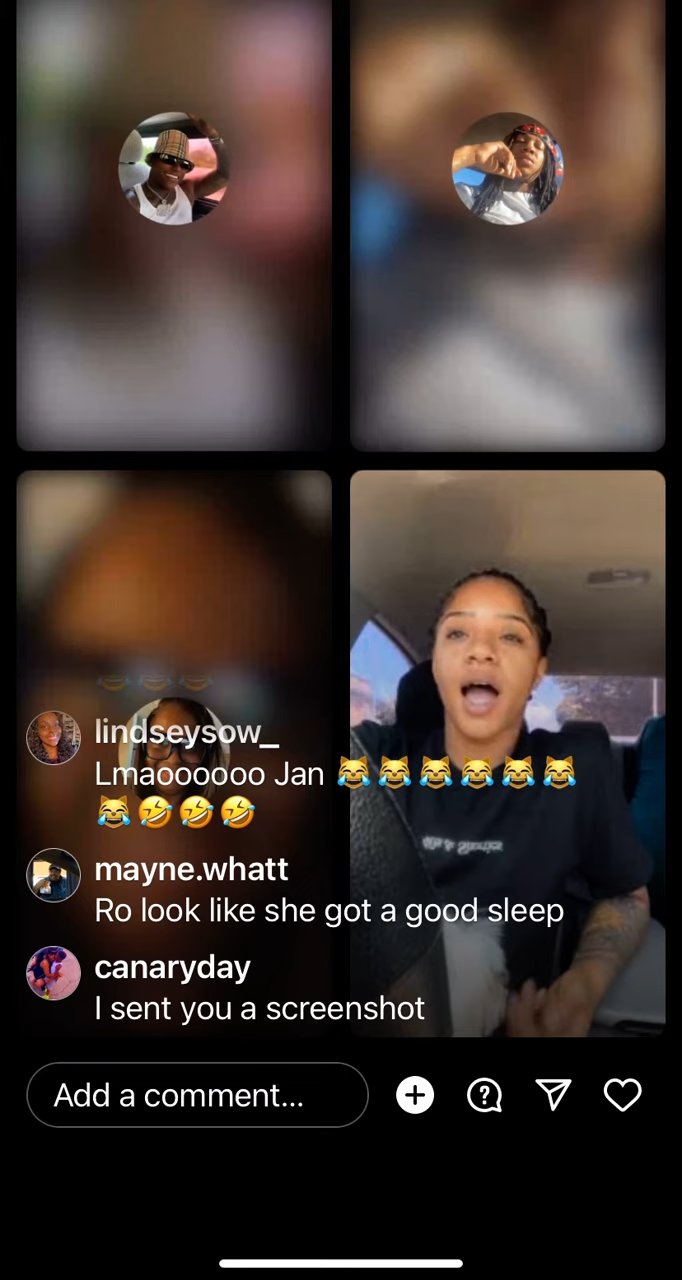 lindseysow_
Lmaoooooo Jan 😹😹😹😹😹😹
😹🤣🤣🤣
mayne.whatt
Ro look like she got a good sleep
canaryday
I sent you a screenshot
Add a comment...